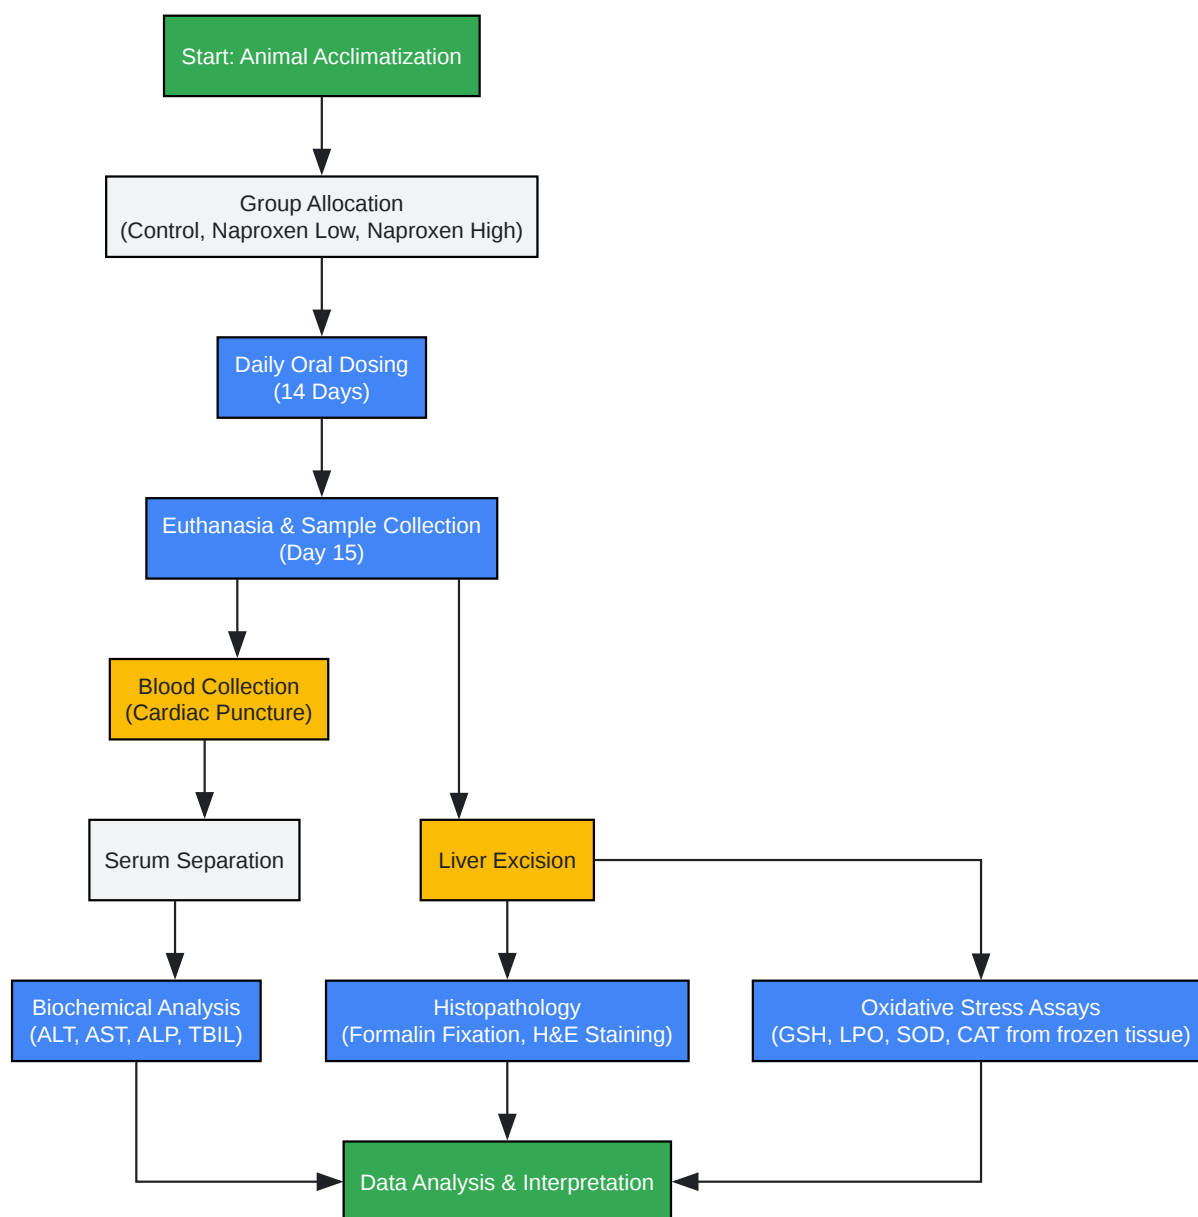 Start: Animal Acclimatization
Group Allocation
(Control, Naproxen Low, Naproxen High)
Daily Oral Dosing
(14 Days)
Euthanasia & Sample Collection
(Day 15)
Blood Collection
(Cardiac Puncture)
Serum Separation
Liver Excision
Biochemical Analysis
(ALT, AST, ALP, TBIL)
Histopathology
(Formalin Fixation, H&E Staining)
Oxidative Stress Assays
(GSH, LPO, SOD, CAT from frozen tissue)
Data Analysis & Interpretation